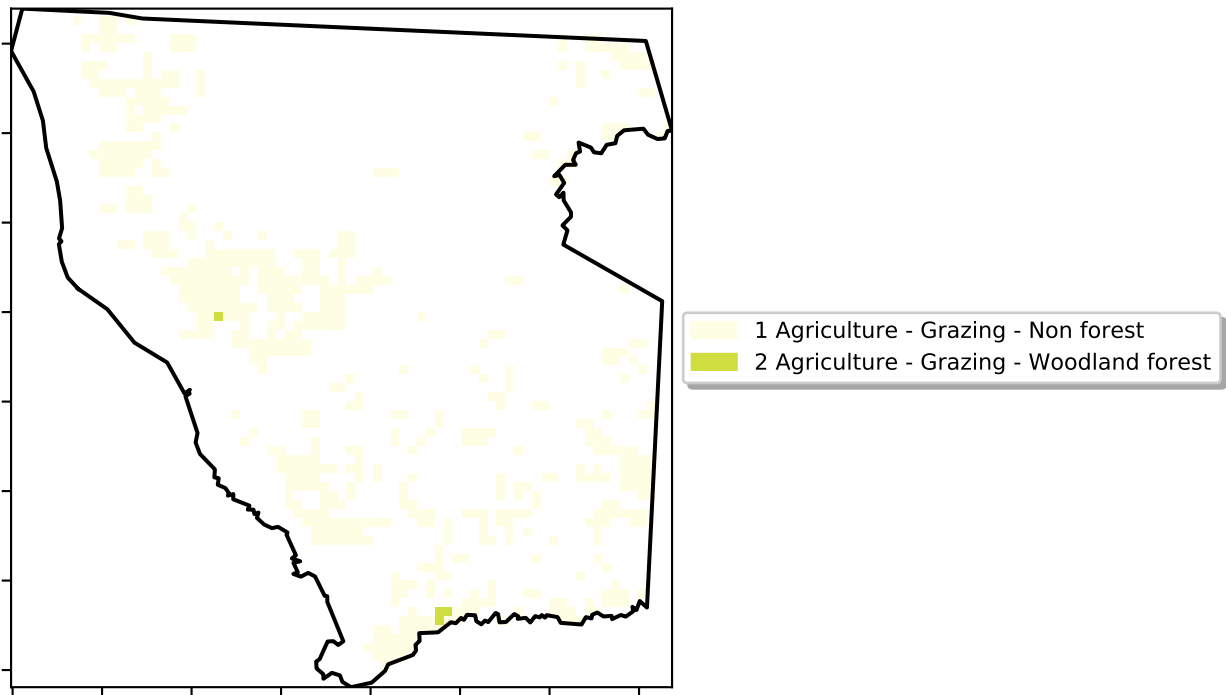 1 Agriculture - Grazing - Non forest
2 Agriculture - Grazing - Woodland forest